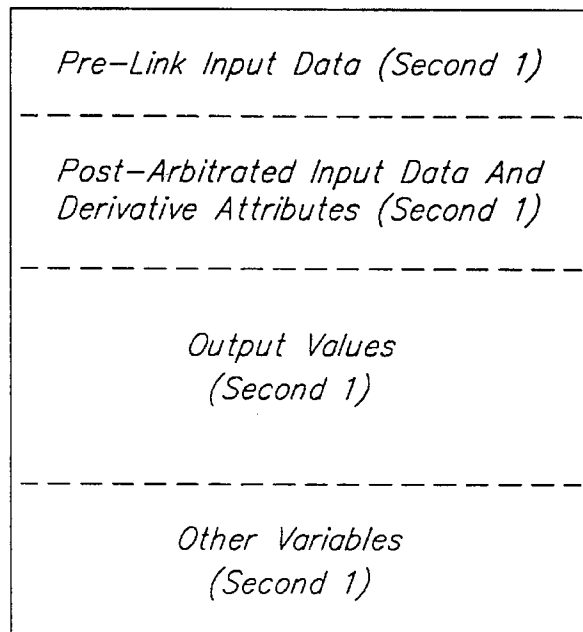 Pre-Link Input Data (Second 1)
Post-Arbitrated Input Data And
Derivative Attributes (Second 1)
Output Values
(Second 1)
Other Variables
(Second 1)